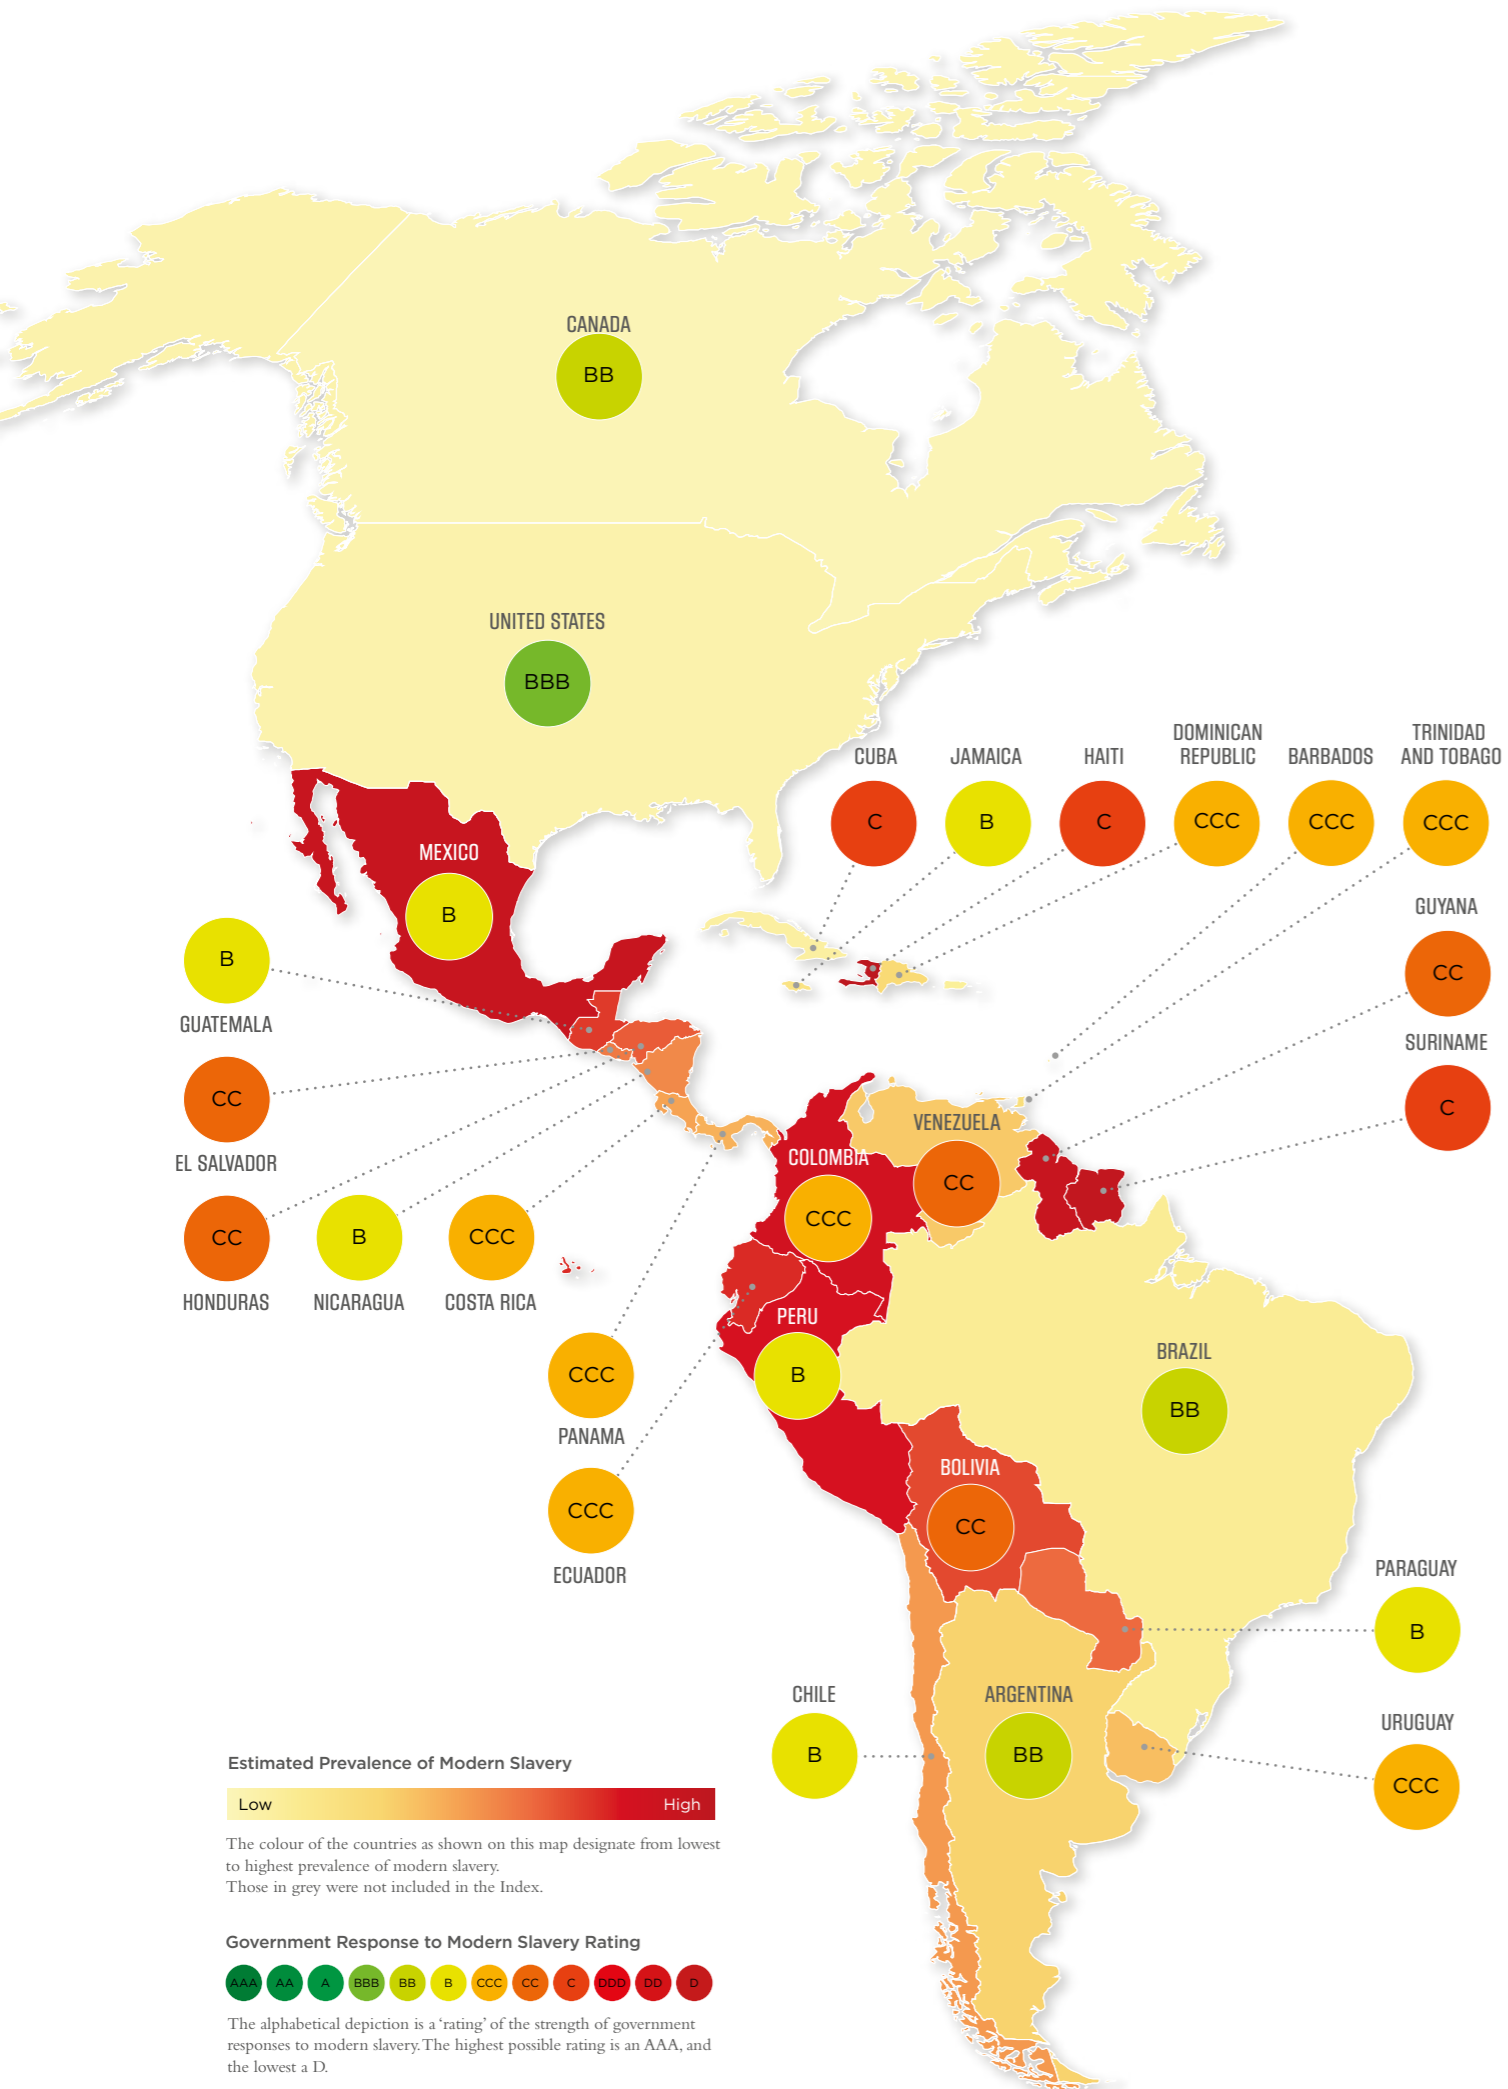 CANADA
BB
UNITED STATES
BBB
CUBA
C
JAMAICA
B
HAITI
C
DOMINICAN
REPUBLIC
CCC
BARBADOS
CCC
TRINIDAD
AND TOBAGO
CCC
MEXICO
B
GUYANA
CC
B
GUATEMALA
SURINAME
C
CC
EL SALVADOR
VENEZUELA
CC
COLOMBIA
CCC
CC
HONDURAS
B
NICARAGUA
CCC
COSTA RICA
PERU
B
CCC
PANAMA
BRAZIL
BB
CCC
ECUADOR
BOLIVIA
CC
PARAGUAY
B
CHILE
B
ARGENTINA
BB
URUGUAY
CCC
Estimated Prevalence of Modern Slavery
Low High
The colour of the countries as shown on this map designate from lowest
to highest prevalence of modern slavery.
Those in grey were not included in the Index.
Government Response to Modern Slavery Rating
AAA AA A BBB BB B CCC CC C DDD DD D
The alphabetical depiction is a ‘rating’ of the strength of government
responses to modern slavery. The highest possible rating is an AAA, and
the lowest a D.